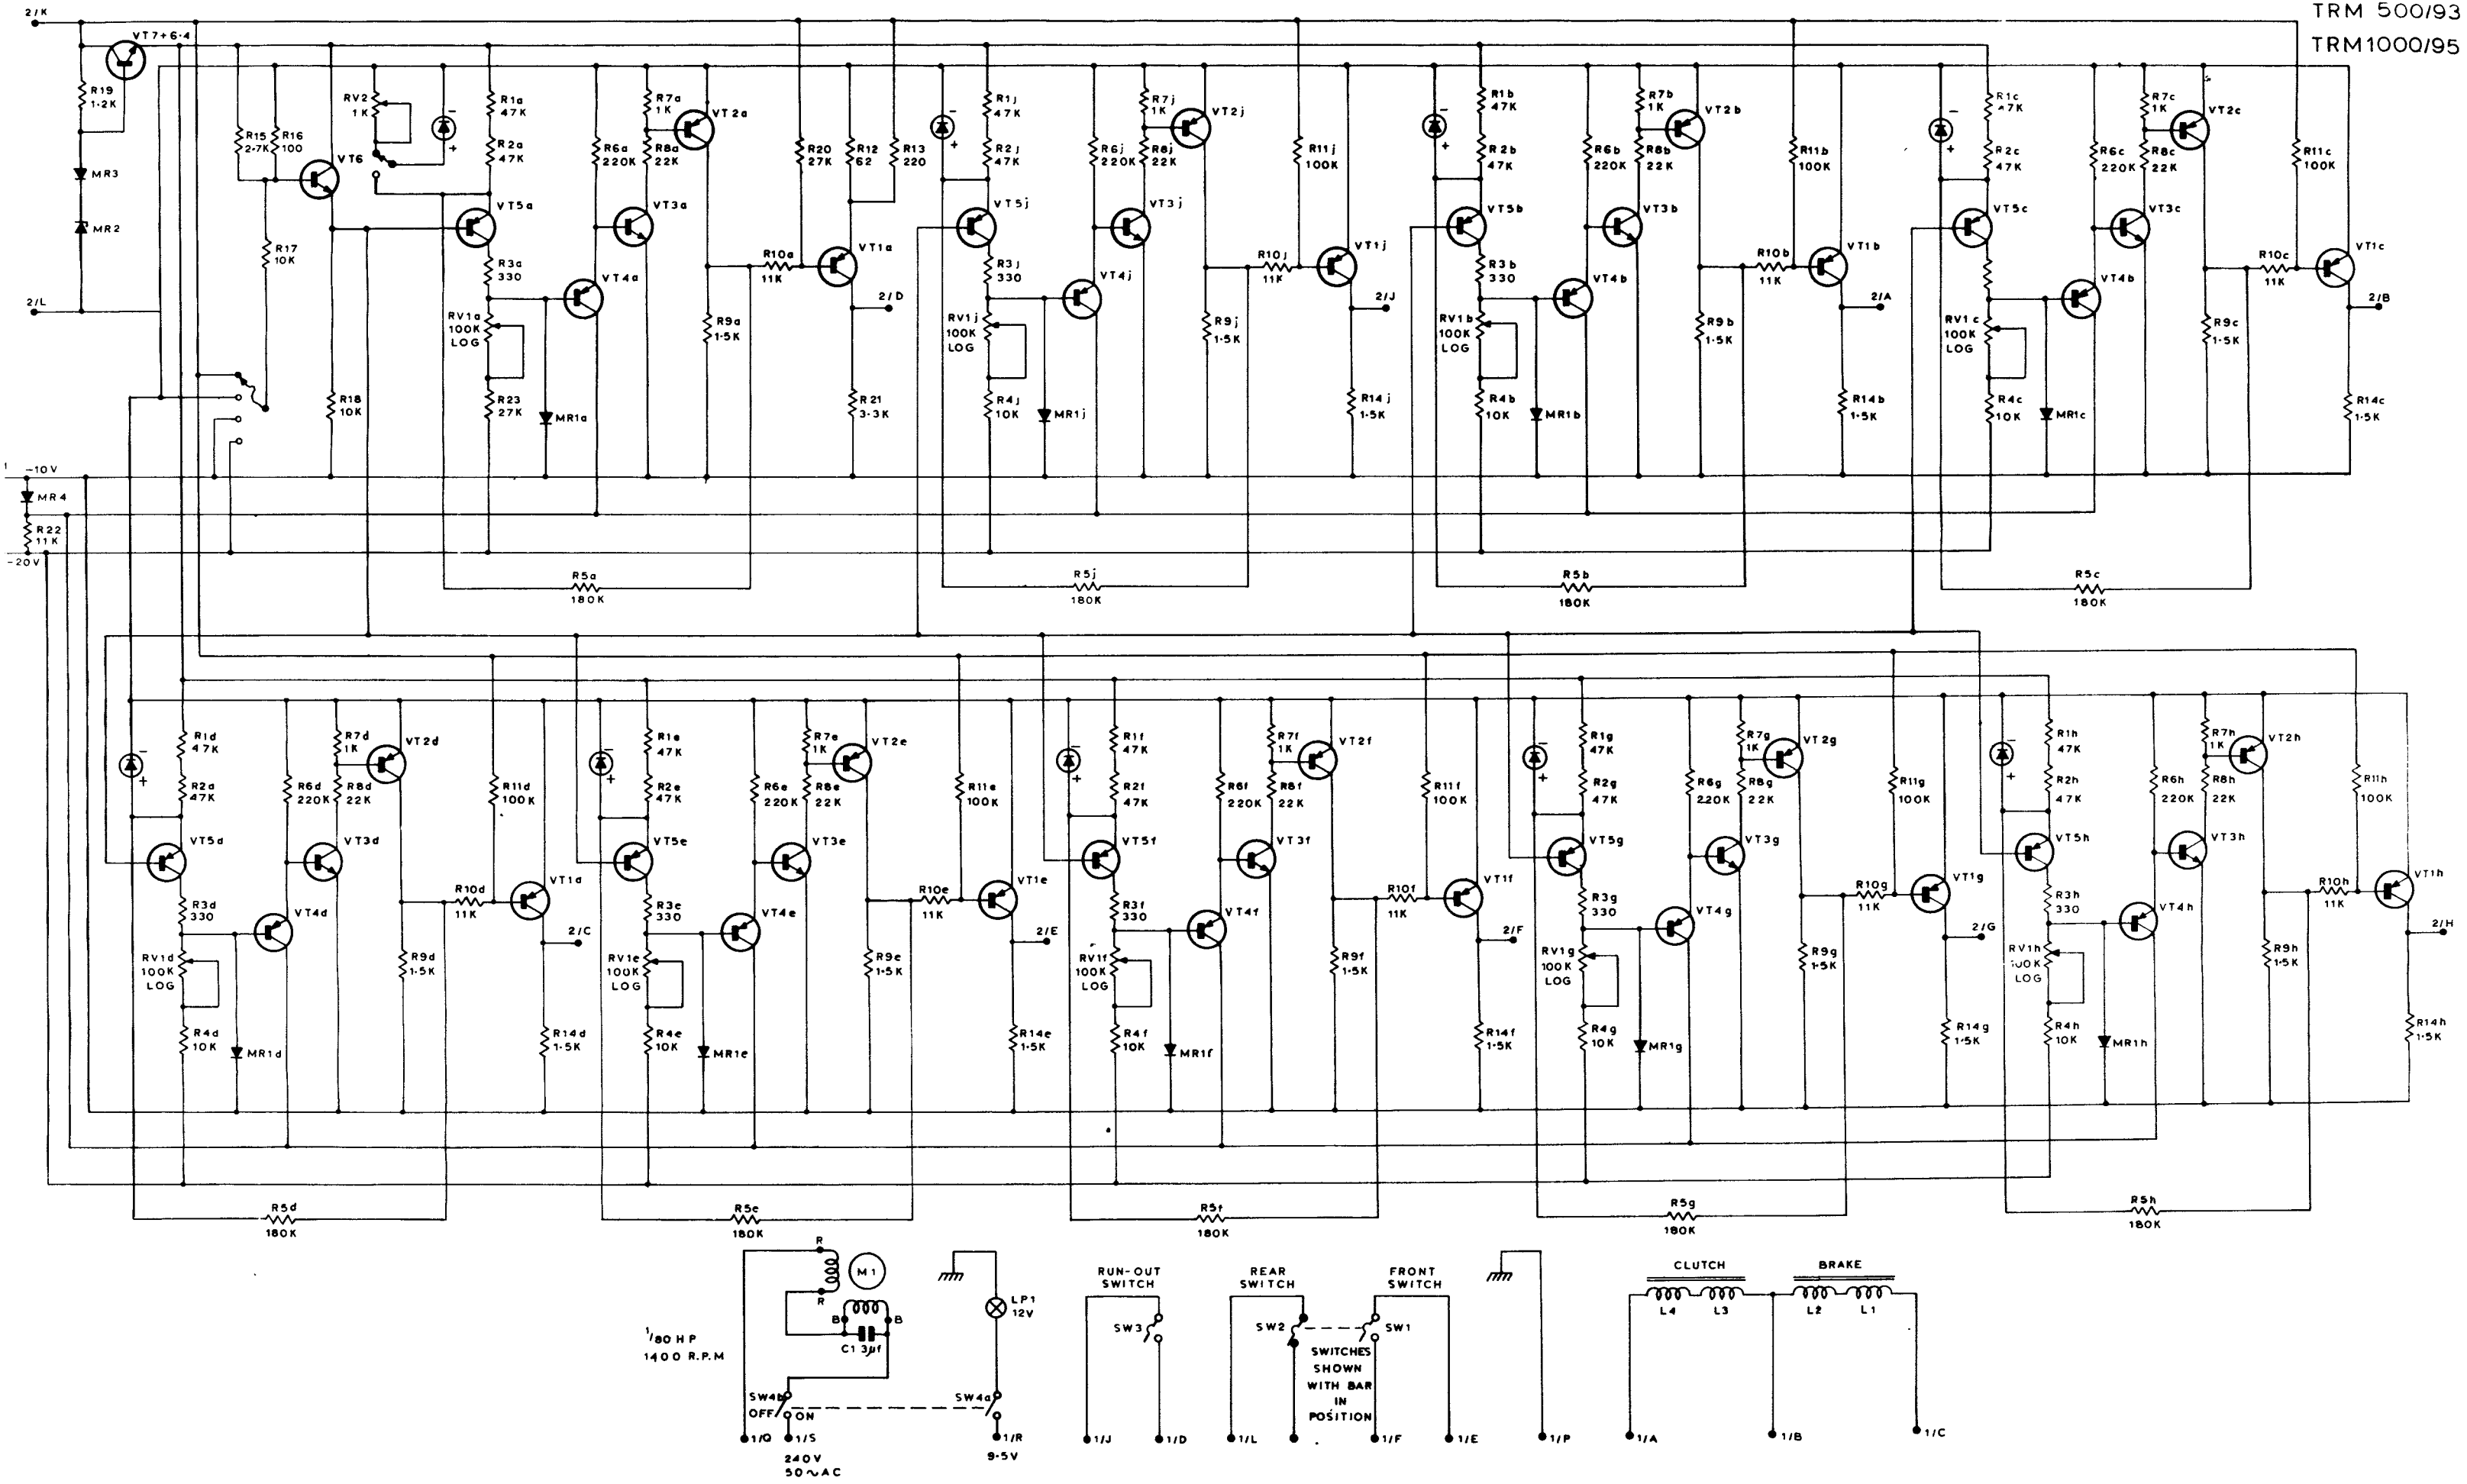 TRM 500/93
TRM1000/95
2/K
VT7+6·4
R19
1·2K
MR3
MR2
2/L
R15
2·7K
R16
100
R17
10K
VT6
RV2
1K
−
+
R18
10K
R1a
47K
R2a
47K
VT5a
R3a
330
RV1a
100K
LOG
R23
27K
MR1a
VT4a
R6a
220K
R7a
1K
R8a
22K
VT3a
VT2a
R9a
1·5K
R10a
11K
R20
27K
R12
62
R13
220
VT1a
2/D
R21
3·3K
−
+
R1j
47K
R2j
47K
VT5j
R3j
330
RV1j
100K
LOG
R4j
10K
MR1j
VT4j
R6j
220K
R7j
1K
R8j
22K
VT3j
VT2j
R9j
1·5K
R10j
11K
R11j
100K
VT1j
2/J
R14j
1·5K
−
+
R1b
47K
R2b
47K
VT5b
R3b
330
RV1b
100K
LOG
R4b
10K
MR1b
VT4b
R6b
220K
R7b
1K
R8b
22K
VT3b
VT2b
R9b
1·5K
R10b
11K
R11b
100K
VT1b
2/A
R14b
1·5K
−
+
R1c
47K
R2c
47K
VT5c
RV1c
100K
LOG
R4c
10K
MR1c
VT4b
R6c
220K
R7c
1K
R8c
22K
VT3c
VT2c
R9c
1·5K
R10c
11K
R11c
100K
VT1c
2/B
R14c
1·5K
−10V
MR4
R22
11K
−20V
R5a
180K
R5j
180K
R5b
180K
R5c
180K
−
+
R1d
47K
R2a
47K
VT5d
R3d
330
RV1d
100K
LOG
R4d
10K
MR1d
VT4d
R6d
220K
R7d
1K
R8d
22K
VT3d
VT2d
R9d
1·5K
R10d
11K
R11d
100K
VT1d
2/C
R14d
1·5K
−
+
R1e
47K
R2e
47K
VT5e
R3e
330
RV1e
100K
LOG
R4e
10K
MR1e
VT4e
R6e
220K
R7e
1K
R8e
22K
VT3e
VT2e
R9e
1·5K
R10e
11K
R11e
100K
VT1e
2/E
R14e
1·5K
−
+
R1f
47K
R2f
47K
VT5f
R3f
330
RV1f
100K
LOG
R4f
10K
MR1f
VT4f
R6f
220K
R7f
1K
R8f
22K
VT3f
VT2f
R9f
1·5K
R10f
11K
R11f
100K
VT1f
2/F
R14f
1·5K
−
+
R1g
47K
R2g
47K
VT5g
R3g
330
RV1g
100K
LOG
R4g
10K
MR1g
VT4g
R6g
220K
R7g
1K
R8g
22K
VT3g
VT2g
R9g
1·5K
R10g
11K
R11g
100K
VT1g
2/G
R14g
1·5K
−
+
R1h
47K
R2h
47K
VT5h
R3h
330
RV1h
100K
LOG
R4h
10K
MR1h
VT4h
R6h
220K
R7h
1K
R8h
22K
VT3h
VT2h
R9h
1·5K
R10h
11K
R11h
100K
VT1h
2/H
R14h
1·5K
R5d
180K
R5e
180K
R5f
180K
R5g
180K
R5h
180K
1/80 HP
1400 R.P.M
R
M1
R
B
B
C1 3µf
SW4b
OFF
ON
1/Q
1/S
240V
50~AC
LP1
12V
SW4a
1/R
9·5V
RUN-OUT
SWITCH
SW3
1/J
1/D
REAR
SWITCH
FRONT
SWITCH
SW2
SW1
SWITCHES
SHOWN
WITH BAR
IN
POSITION
1/L
1/F
1/E
1/P
CLUTCH
BRAKE
L4
L3
L2
L1
1/A
1/B
1/C